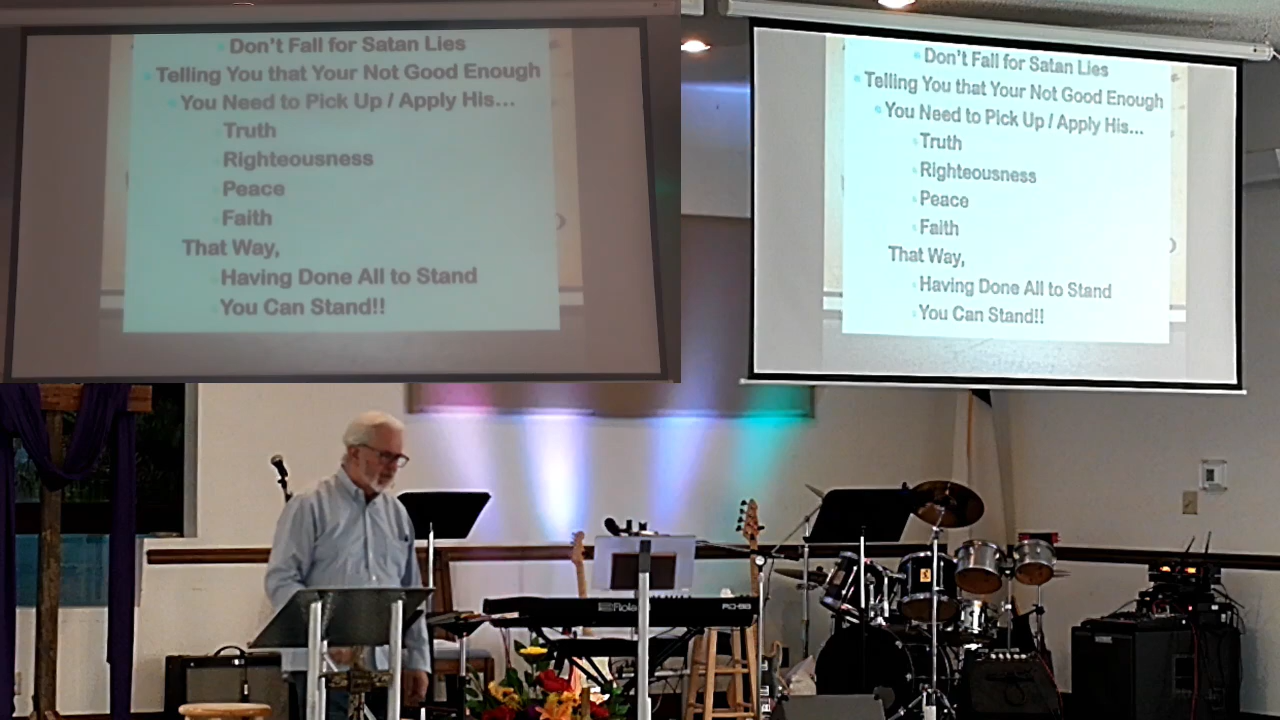 Don't Fall for Satan Lies
Telling You that Your Not Good Enough
You Need to Pick Up / Apply His...
Truth
Righteousness
Peace
Faith
That Way,
Having Done All to Stand
You Can Stand!!
Don't Fall for Satan Lies
Telling You that Your Not Good Enough
You Need to Pick Up / Apply His...
Truth
Righteousness
Peace
Faith
That Way,
Having Done All to Stand
You Can Stand!!
Roland